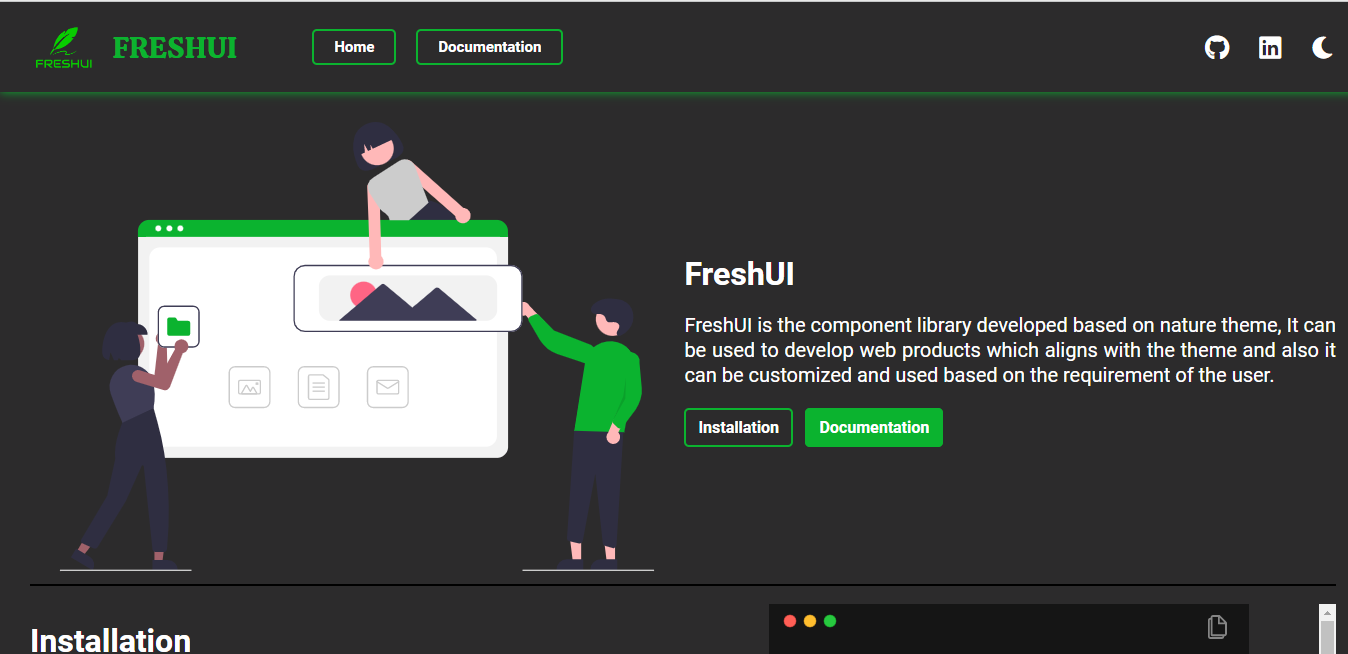 FRESHUI
FRESHUI
Home
Documentation
FreshUI
FreshUI is the component library developed based on nature theme, It can
be used to develop web products which aligns with the theme and also it
can be customized and used based on the requirement of the user.
Installation
Documentation
Installation